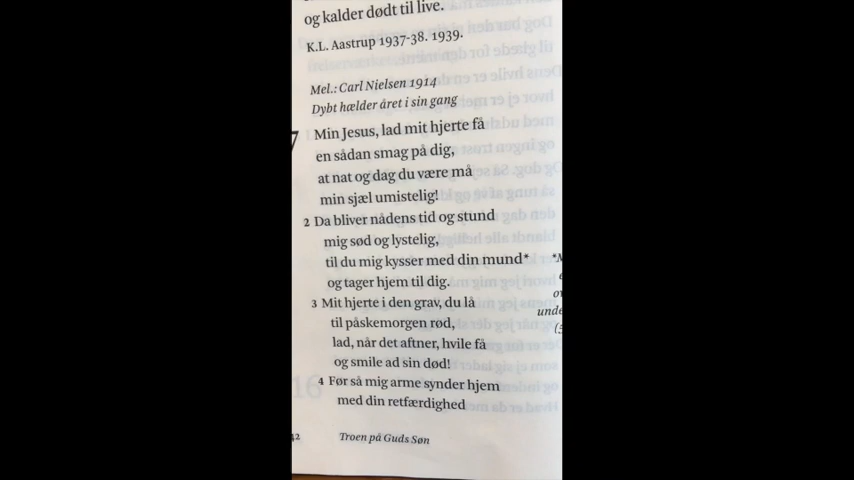 og kalder dødt til live.
K.L. Aastrup 1937-38. 1939.
Mel.: Carl Nielsen 1914
Dybt hælder året i sin gang
7 Min Jesus, lad mit hjerte få
en sådan smag på dig,
at nat og dag du være må
min sjæl umistelig!
2 Da bliver nådens tid og stund
mig sød og lystelig,
til du mig kysser med din mund*
og tager hjem til dig.
3 Mit hjerte i den grav, du lå
til påskemorgen rød,
lad, når det aftner, hvile få
og smile ad sin død!
4 Før så mig arme synder hjem
med din retfærdighed
42 Troen på Guds Søn